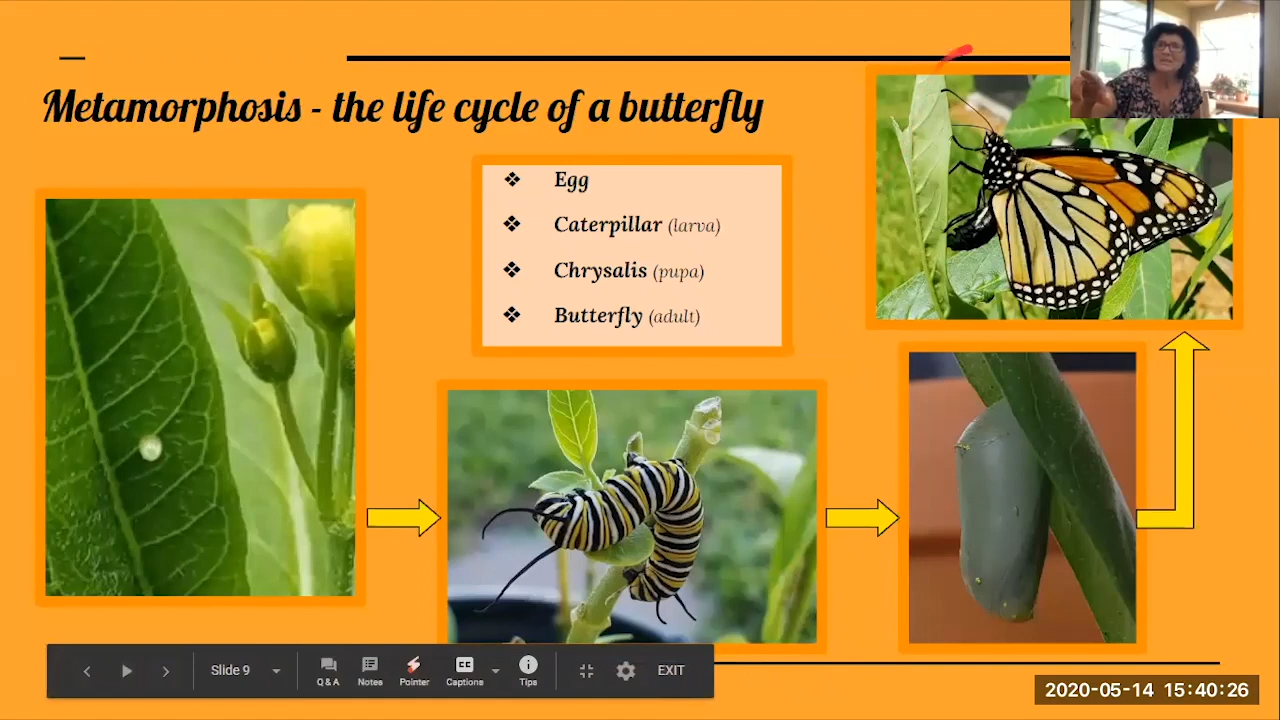 Metamorphosis - the life cycle of a butterfly
❖ Egg
❖ Caterpillar (larva)
❖ Chrysalis (pupa)
❖ Butterfly (adult)
Slide 9
Q & A
Notes
Pointer
CC
Captions
Tips
EXIT
2020-05-14 15:40:26